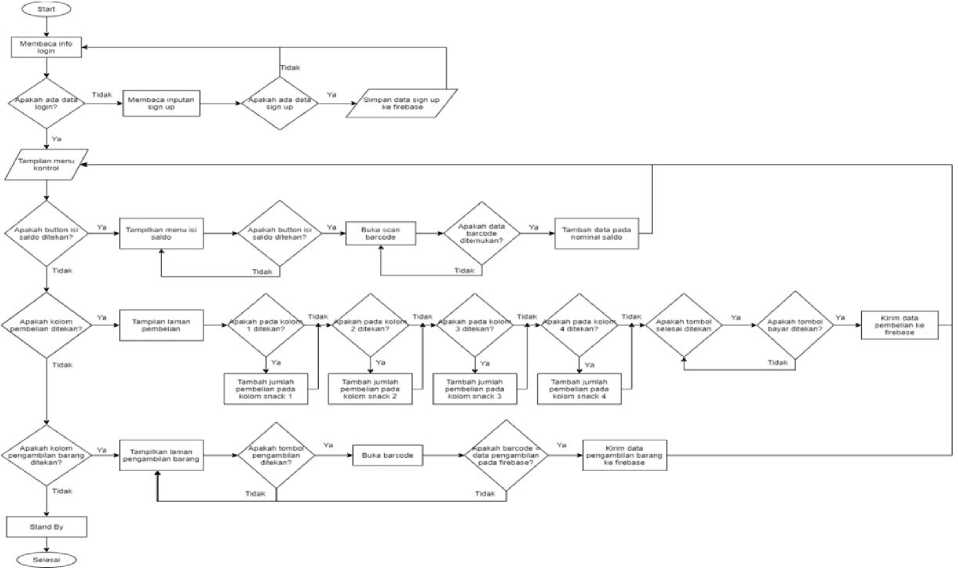 Start
Membaca info
login
Apakah ada data
login?
Tidak
Membaca inputan
sign up
Apakah ada data
sign up
Tidak
Ya
Simpan data sign up
ke firebase
Ya
Tampilan menu
kontrol
Apakah button isi
saldo ditekan?
Ya
Tampilkan menu isi
saldo
Apakah button isi
saldo ditekan?
Tidak
Ya
Buka scan
barcode
Apakah data
barcode
ditemukan?
Tidak
Ya
Tambah data pada
nominal saldo
Tidak
Apakah kolom
pembelian ditekan?
Ya
Tampilan laman
pembelian
Apakah pada kolom
1 ditekan?
Tidak
Ya
Tambah jumlah
pembelian pada
kolom snack 1
Apakah pada kolom
2 ditekan?
Tidak
Ya
Tambah jumlah
pembelian pada
kolom snack 2
Apakah pada kolom
3 ditekan?
Tidak
Ya
Tambah jumlah
pembelian pada
kolom snack 3
Apakah pada kolom
4 ditekan?
Tidak
Ya
Tambah jumlah
pembelian pada
kolom snack 4
Apakah tombol
selesai ditekan
Ya
Apakah tombol
bayar ditekan?
Tidak
Ya
Kirim data
pembelian ke
firebase
Tidak
Apakah kolom
pengambilan barang
ditekan?
Ya
Tampilkan laman
pengambilan barang
Apakah tombol
pengambilan
ditekan?
Tidak
Ya
Buka barcode
Apakah barcode =
data pengambilan
pada firebase?
Tidak
Ya
Kirim data
pengambilan barang
ke firebase
Tidak
Stand By
Selesai